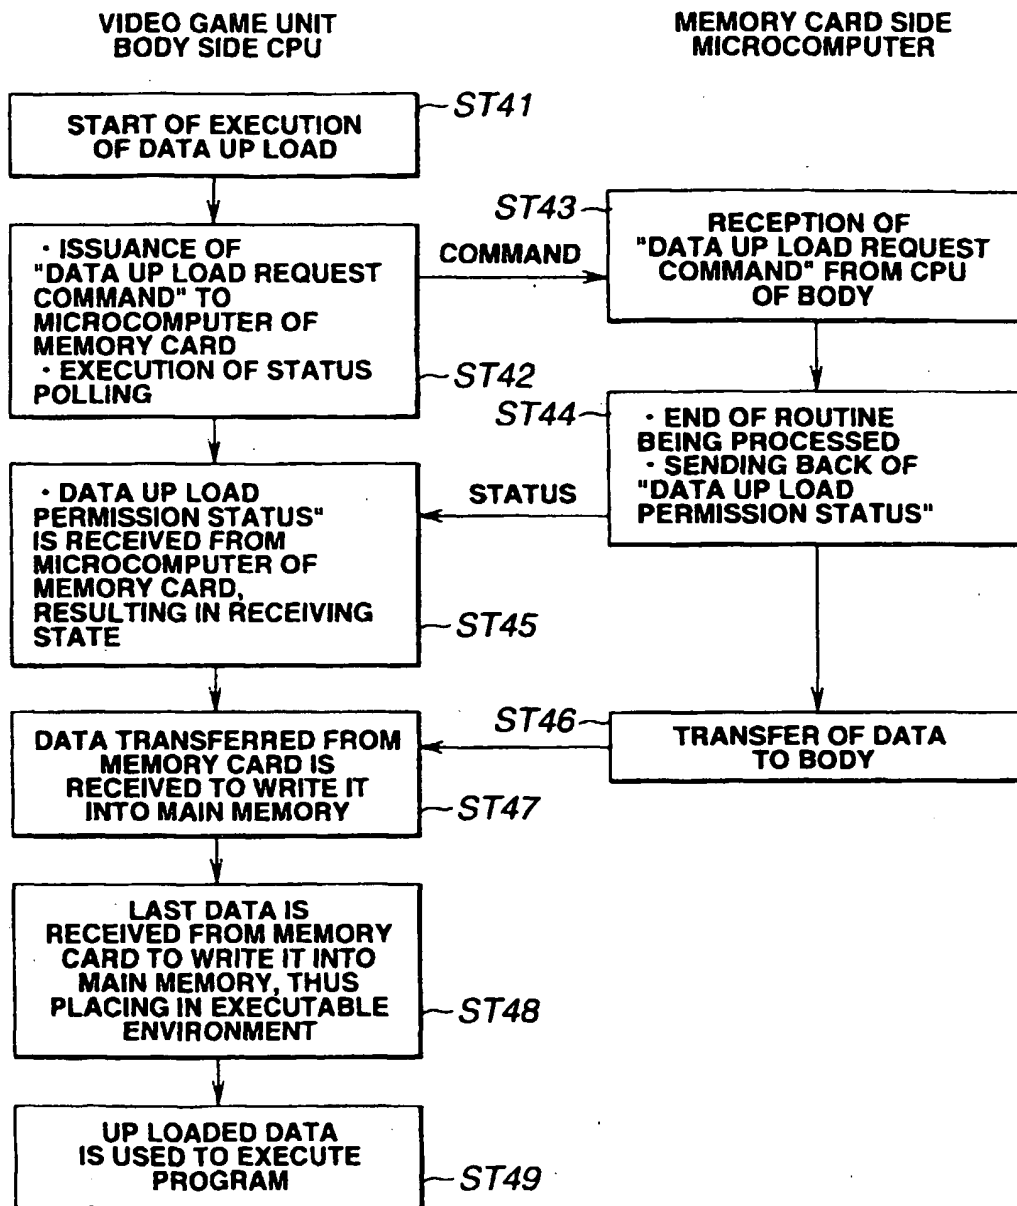 VIDEO GAME UNIT
BODY SIDE CPU
MEMORY CARD SIDE
MICROCOMPUTER
ST41
START OF EXECUTION
OF DATA UP LOAD
ST42
· ISSUANCE OF
"DATA UP LOAD REQUEST
COMMAND" TO
MICROCOMPUTER OF
MEMORY CARD
· EXECUTION OF STATUS
POLLING
COMMAND
ST43
RECEPTION OF
"DATA UP LOAD REQUEST
COMMAND" FROM CPU
OF BODY
ST44
· END OF ROUTINE
BEING PROCESSED
· SENDING BACK OF
"DATA UP LOAD
PERMISSION STATUS"
STATUS
· DATA UP LOAD
PERMISSION STATUS"
IS RECEIVED FROM
MICROCOMPUTER OF
MEMORY CARD,
RESULTING IN RECEIVING
STATE
ST45
ST46
TRANSFER OF DATA
TO BODY
DATA TRANSFERRED FROM
MEMORY CARD IS
RECEIVED TO WRITE IT
INTO MAIN MEMORY
ST47
LAST DATA IS
RECEIVED FROM MEMORY
CARD TO WRITE IT INTO
MAIN MEMORY, THUS
PLACING IN EXECUTABLE
ENVIRONMENT
ST48
UP LOADED DATA
IS USED TO EXECUTE
PROGRAM
ST49